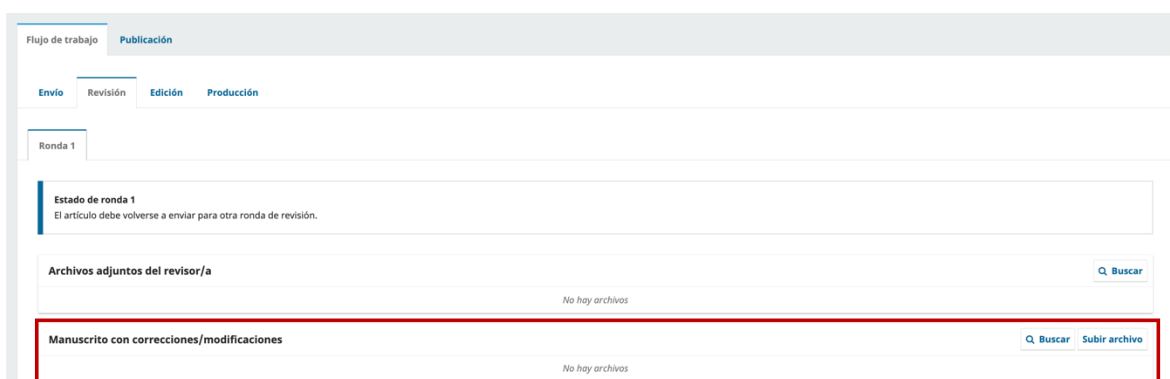 Flujo de trabajo Publicación
Envío Revisión Edición Producción
Ronda 1
Estado de ronda 1
El artículo debe volverse a enviar para otra ronda de revisión.
Archivos adjuntos del revisor/a Buscar
No hay archivos
Manuscrito con correcciones/modificaciones Buscar Subir archivo
No hay archivos